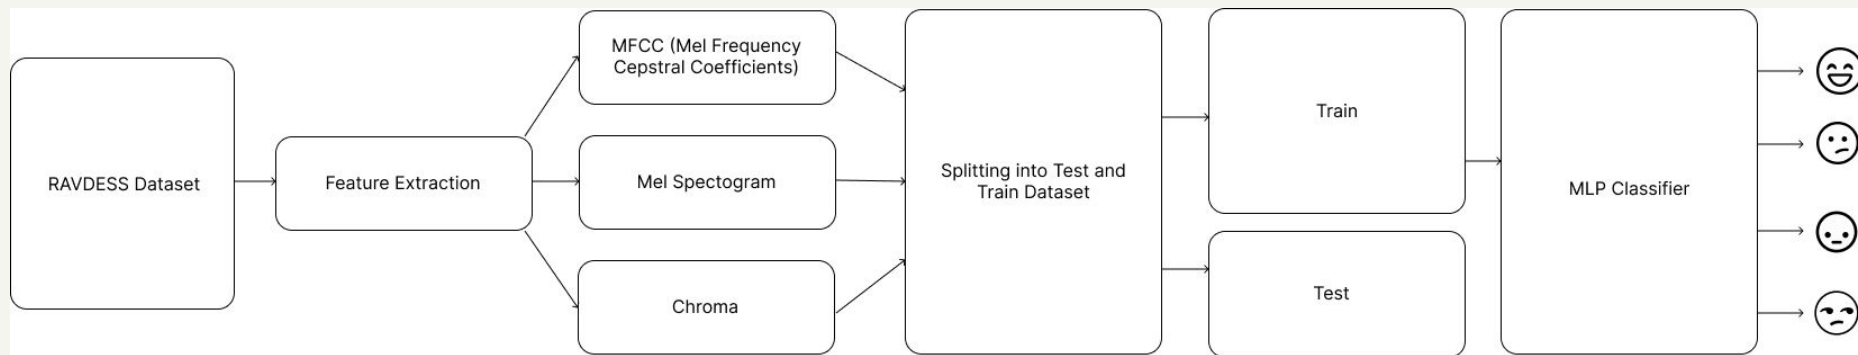 RAVDESS Dataset
Feature Extraction
MFCC (Mel Frequency
Cepstral Coefficients)
Mel Spectogram
Chroma
Splitting into Test and
Train Dataset
Train
Test
MLP Classifier